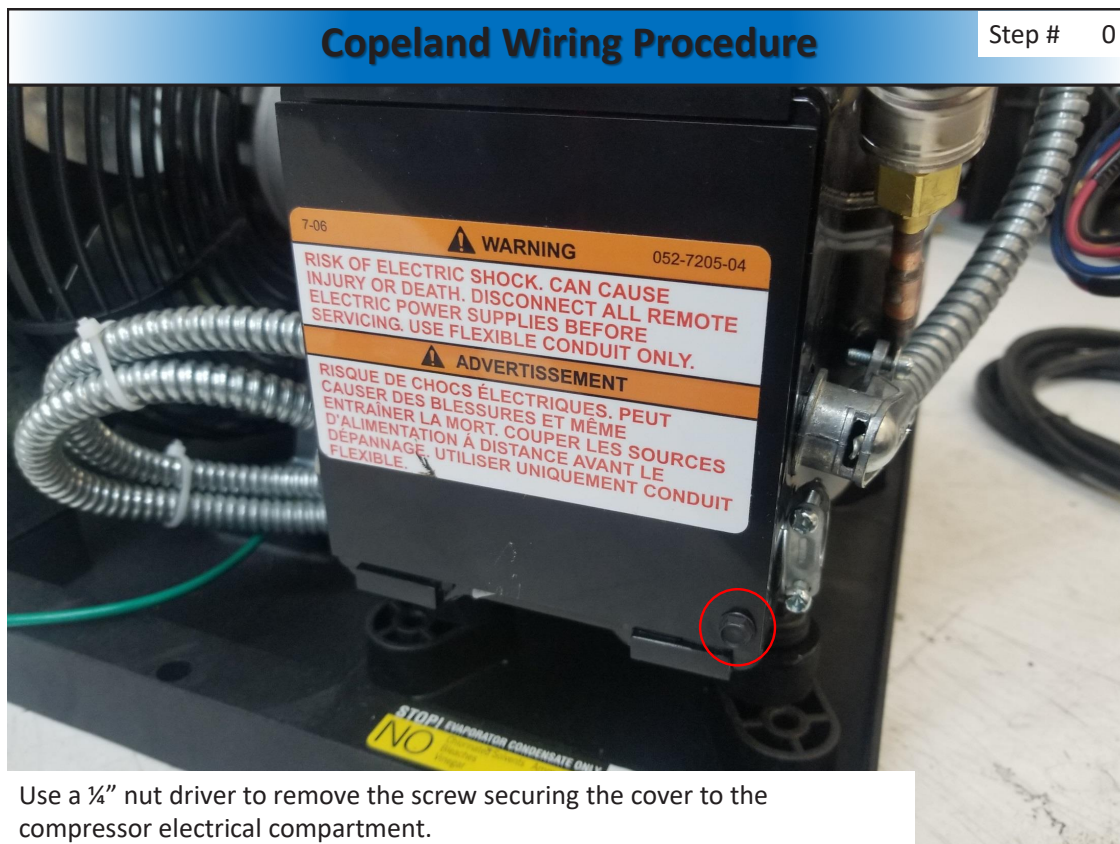 Copeland Wiring Procedure
Step # 0
7-06
WARNING
052-7205-04
RISK OF ELECTRIC SHOCK. CAN CAUSE
INJURY OR DEATH. DISCONNECT ALL REMOTE
ELECTRIC POWER SUPPLIES BEFORE
SERVICING. USE FLEXIBLE CONDUIT ONLY.
ADVERTISSEMENT
RISQUE DE CHOCS ÉLECTRIQUES. PEUT
CAUSER DES BLESSURES ET MÊME
ENTRAÎNER LA MORT. COUPER LES SOURCES
D'ALIMENTATION Á DISTANCE AVANT LE
DÉPANNAGE. UTILISER UNIQUEMENT CONDUIT
FLEXIBLE.
STOP! EVAPORATOR CONDENSATE ONLY
NO
Use a ¼” nut driver to remove the screw securing the cover to the
compressor electrical compartment.